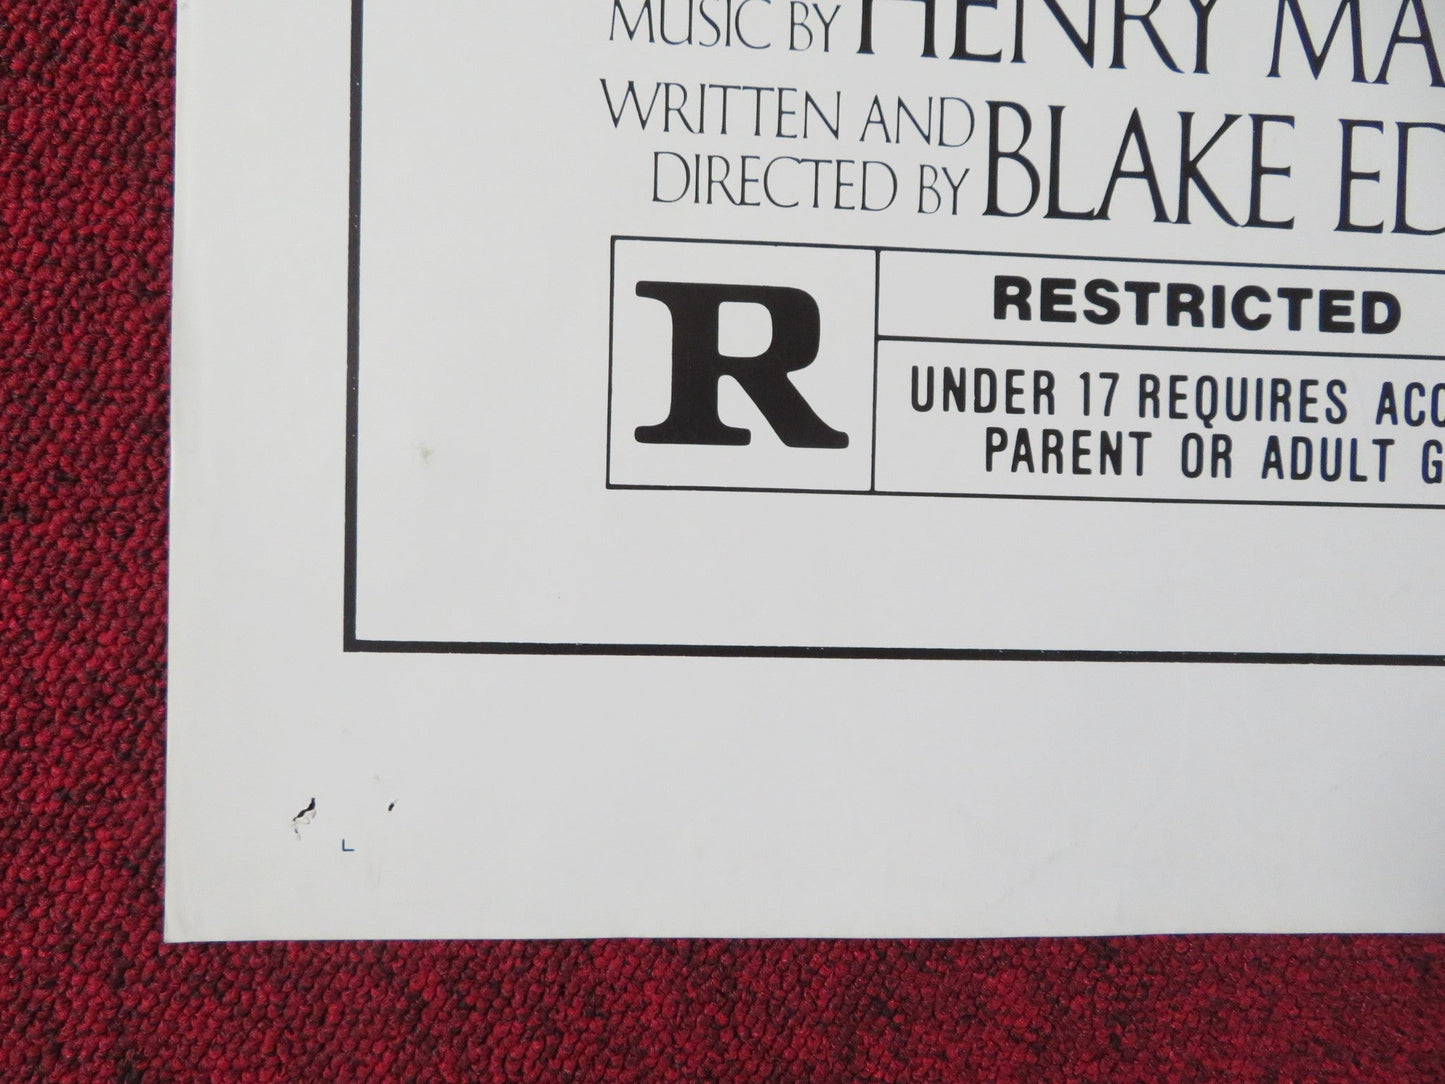 MUSIC BY HENRY MA
WRITTEN AND
DIRECTED BY BLAKE ED
R
RESTRICTED
UNDER 17 REQUIRES ACC
PARENT OR ADULT G
L